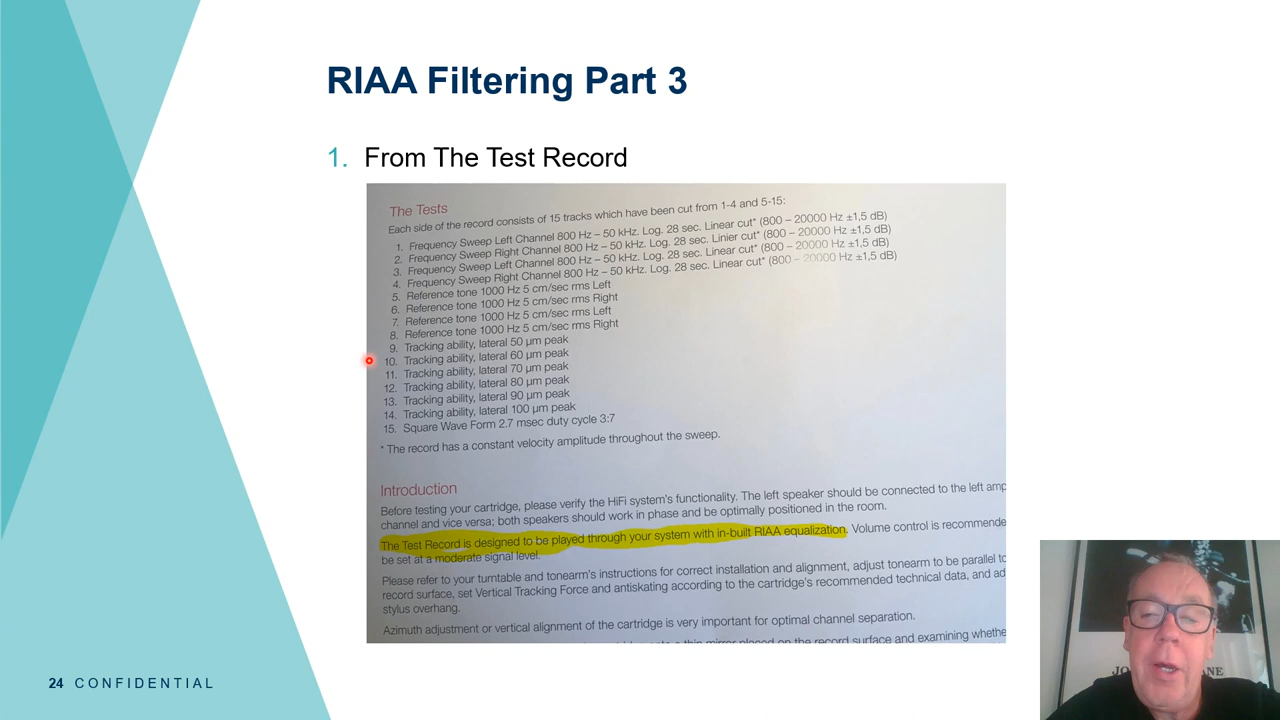 RIAA Filtering Part 3
1. From The Test Record
The Tests
Each side of the record consists of 15 tracks which have been cut from 1-4 and 5-15:
1. Frequency Sweep Left Channel 800 Hz – 50 kHz. Log. 28 sec. Linear cut* (800 – 20000 Hz ±1,5 dB)
2. Frequency Sweep Right Channel 800 Hz – 50 kHz. Log. 28 sec. Linier cut* (800 – 20000 Hz ±1,5 dB)
3. Frequency Sweep Left Channel 800 Hz – 50 kHz. Log. 28 sec. Linear cut* (800 – 20000 Hz ±1,5 dB)
4. Frequency Sweep Right Channel 800 Hz – 50 kHz. Log. 28 sec. Linear cut* (800 – 20000 Hz ±1,5 dB)
5. Reference tone 1000 Hz 5 cm/sec rms Left
6. Reference tone 1000 Hz 5 cm/sec rms Right
7. Reference tone 1000 Hz 5 cm/sec rms Left
8. Reference tone 1000 Hz 5 cm/sec rms Right
9. Tracking ability, lateral 50 µm peak
10. Tracking ability, lateral 60 µm peak
11. Tracking ability, lateral 70 µm peak
12. Tracking ability, lateral 80 µm peak
13. Tracking ability, lateral 90 µm peak
14. Tracking ability, lateral 100 µm peak
15. Square Wave Form 2.7 msec duty cycle 3:7
* The record has a constant velocity amplitude throughout the sweep.
Introduction
Before testing your cartridge, please verify the HiFi system's functionality. The left speaker should be connected to the left amp
channel and vice versa; both speakers should work in phase and be optimally positioned in the room.
The Test Record is designed to be played through your system with in-built RIAA equalization. Volume control is recommende
be set at a moderate signal level.
Please refer to your turntable and tonearm's instructions for correct installation and alignment, adjust tonearm to be parallel to
record surface, set Vertical Tracking Force and antiskating according to the cartridge's recommended technical data, and ad
stylus overhang.
Azimuth adjustment or vertical alignment of the cartridge is very important for optimal channel separation.
a thin mirror placed on the record surface and examining whethe
24 CONFIDENTIAL
JO
NE